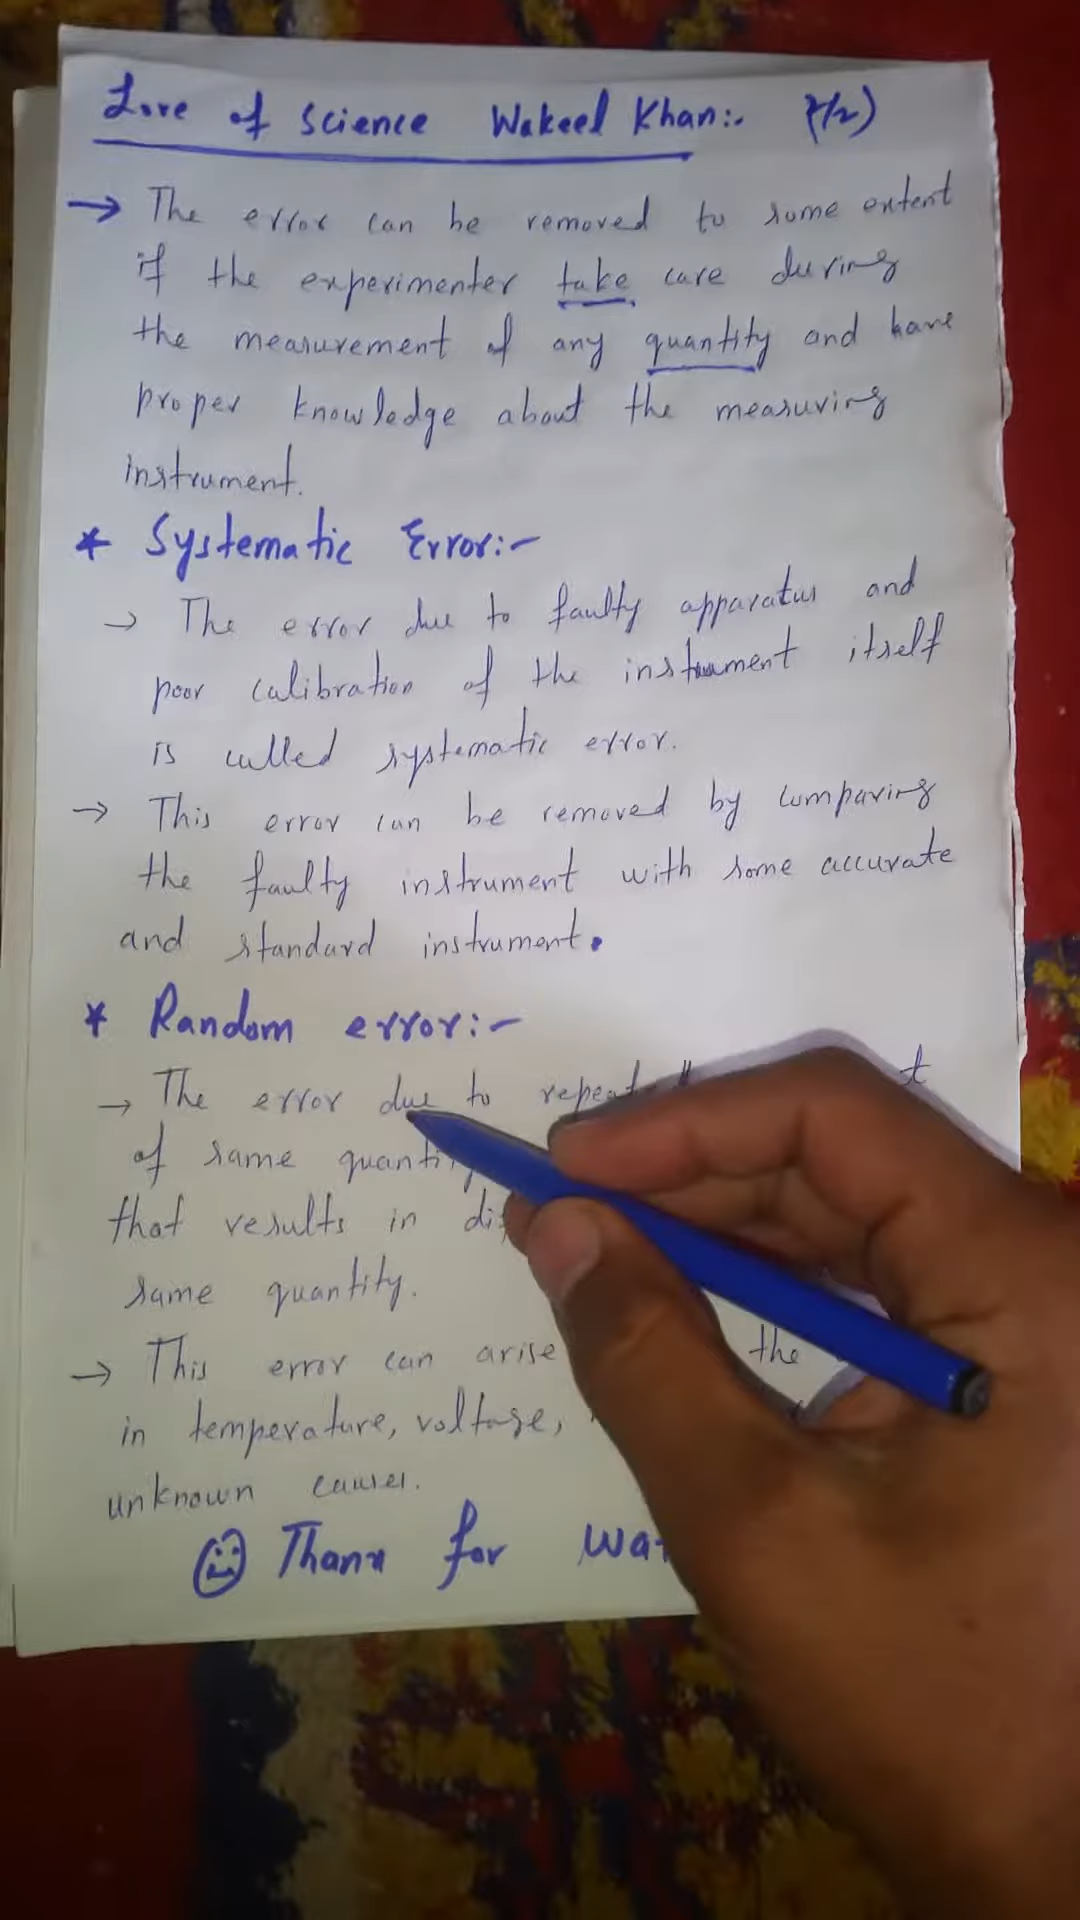 Love of Science Wakeel Khan:. (2/2)
→ The error can be removed to some extent
if the experimenter take care during
the measurement of any quantity and have
proper knowledge about the measuring
instrument.
* Systematic Error:-
→ The error due to faulty apparatus and
poor calibration of the instrument itself
is called systematic error.
→ This error can be removed by comparing
the faulty instrument with some accurate
and standard instrument.
* Random error:-
→ The error due to
of same
that results in
same quantity.
→ This error can arise the
in temperature, voltage,
unknown causes.
Thanx for